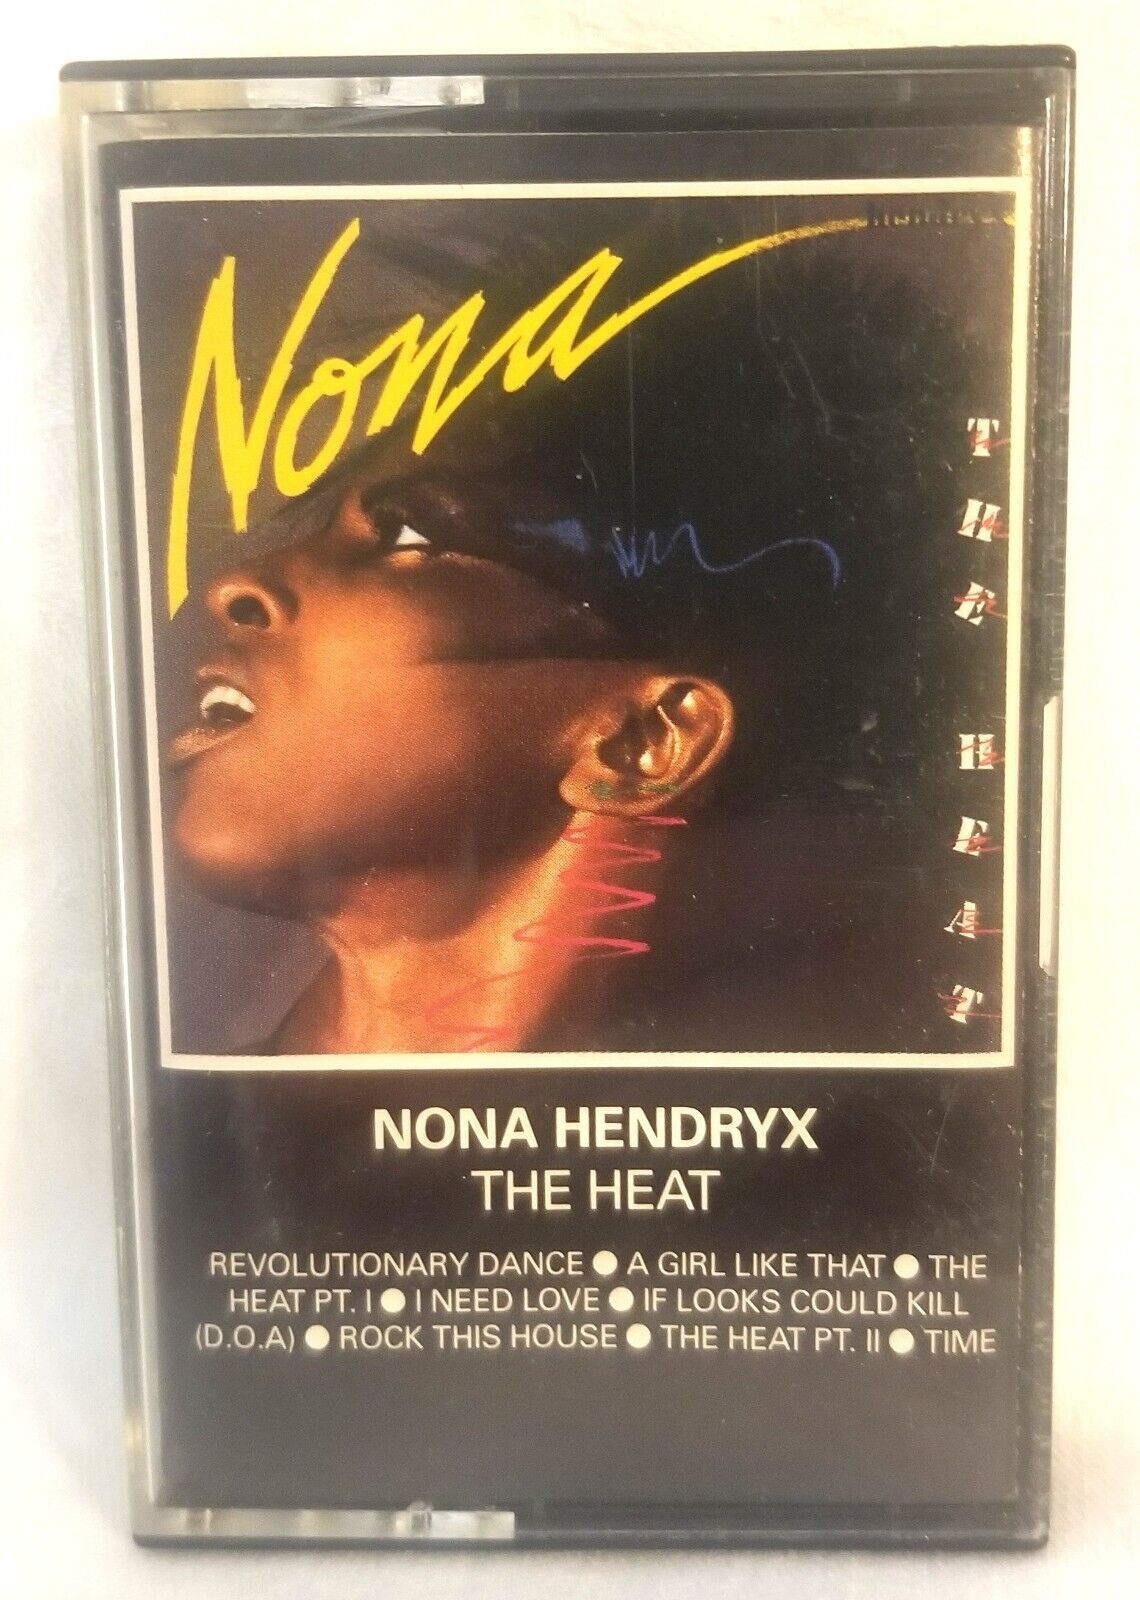 Nona
THE HEAT
NONA HENDRYX
THE HEAT
REVOLUTIONARY DANCE ● A GIRL LIKE THAT ● THE
HEAT PT. I ● I NEED LOVE ● IF LOOKS COULD KILL
(D.O.A) ● ROCK THIS HOUSE ● THE HEAT PT. II ● TIME